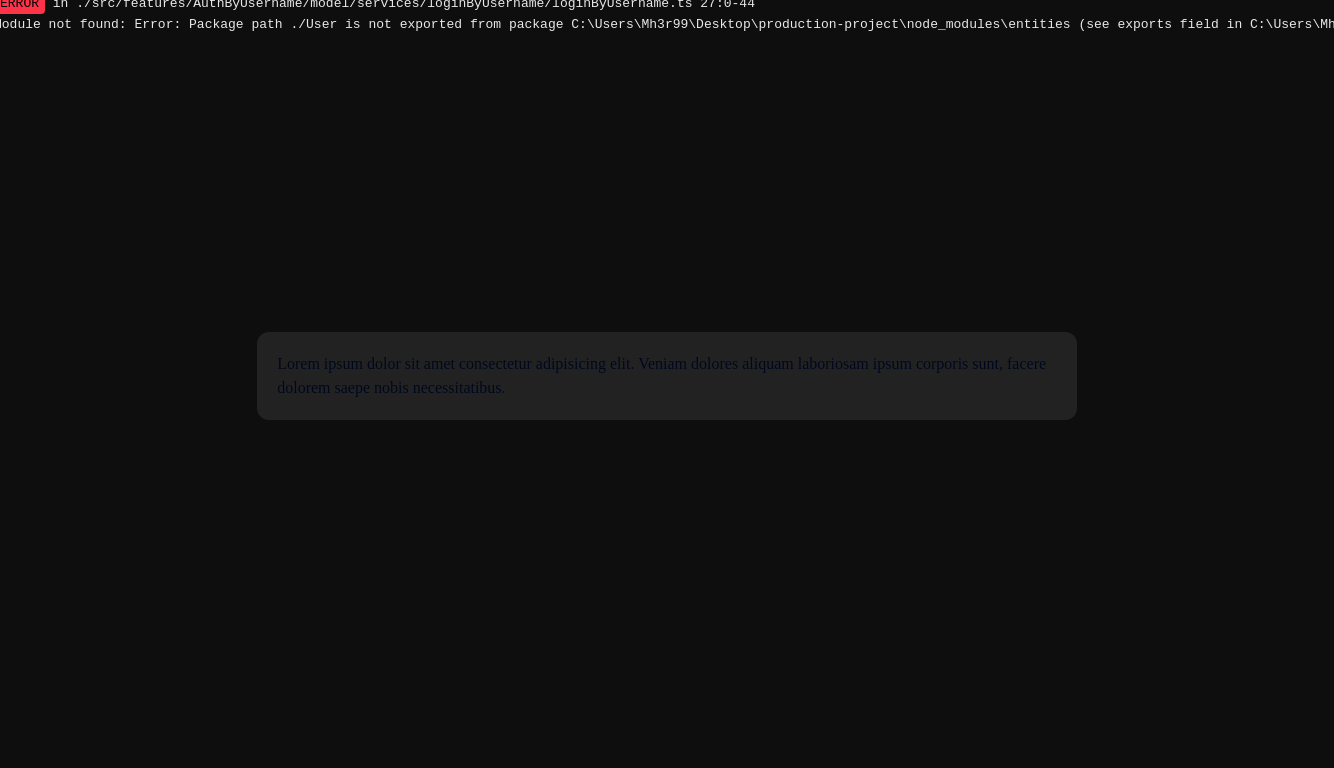 ERROR in ./src/features/AuthByUsername/model/services/loginByUsername/loginByUsername.ts 27:0-44
Module not found: Error: Package path ./User is not exported from package C:\Users\Mh3r99\Desktop\production-project\node_modules\entities (see exports field in C:\Users\Mh
Lorem ipsum dolor sit amet consectetur adipisicing elit. Veniam dolores aliquam laboriosam ipsum corporis sunt, facere
dolorem saepe nobis necessitatibus.